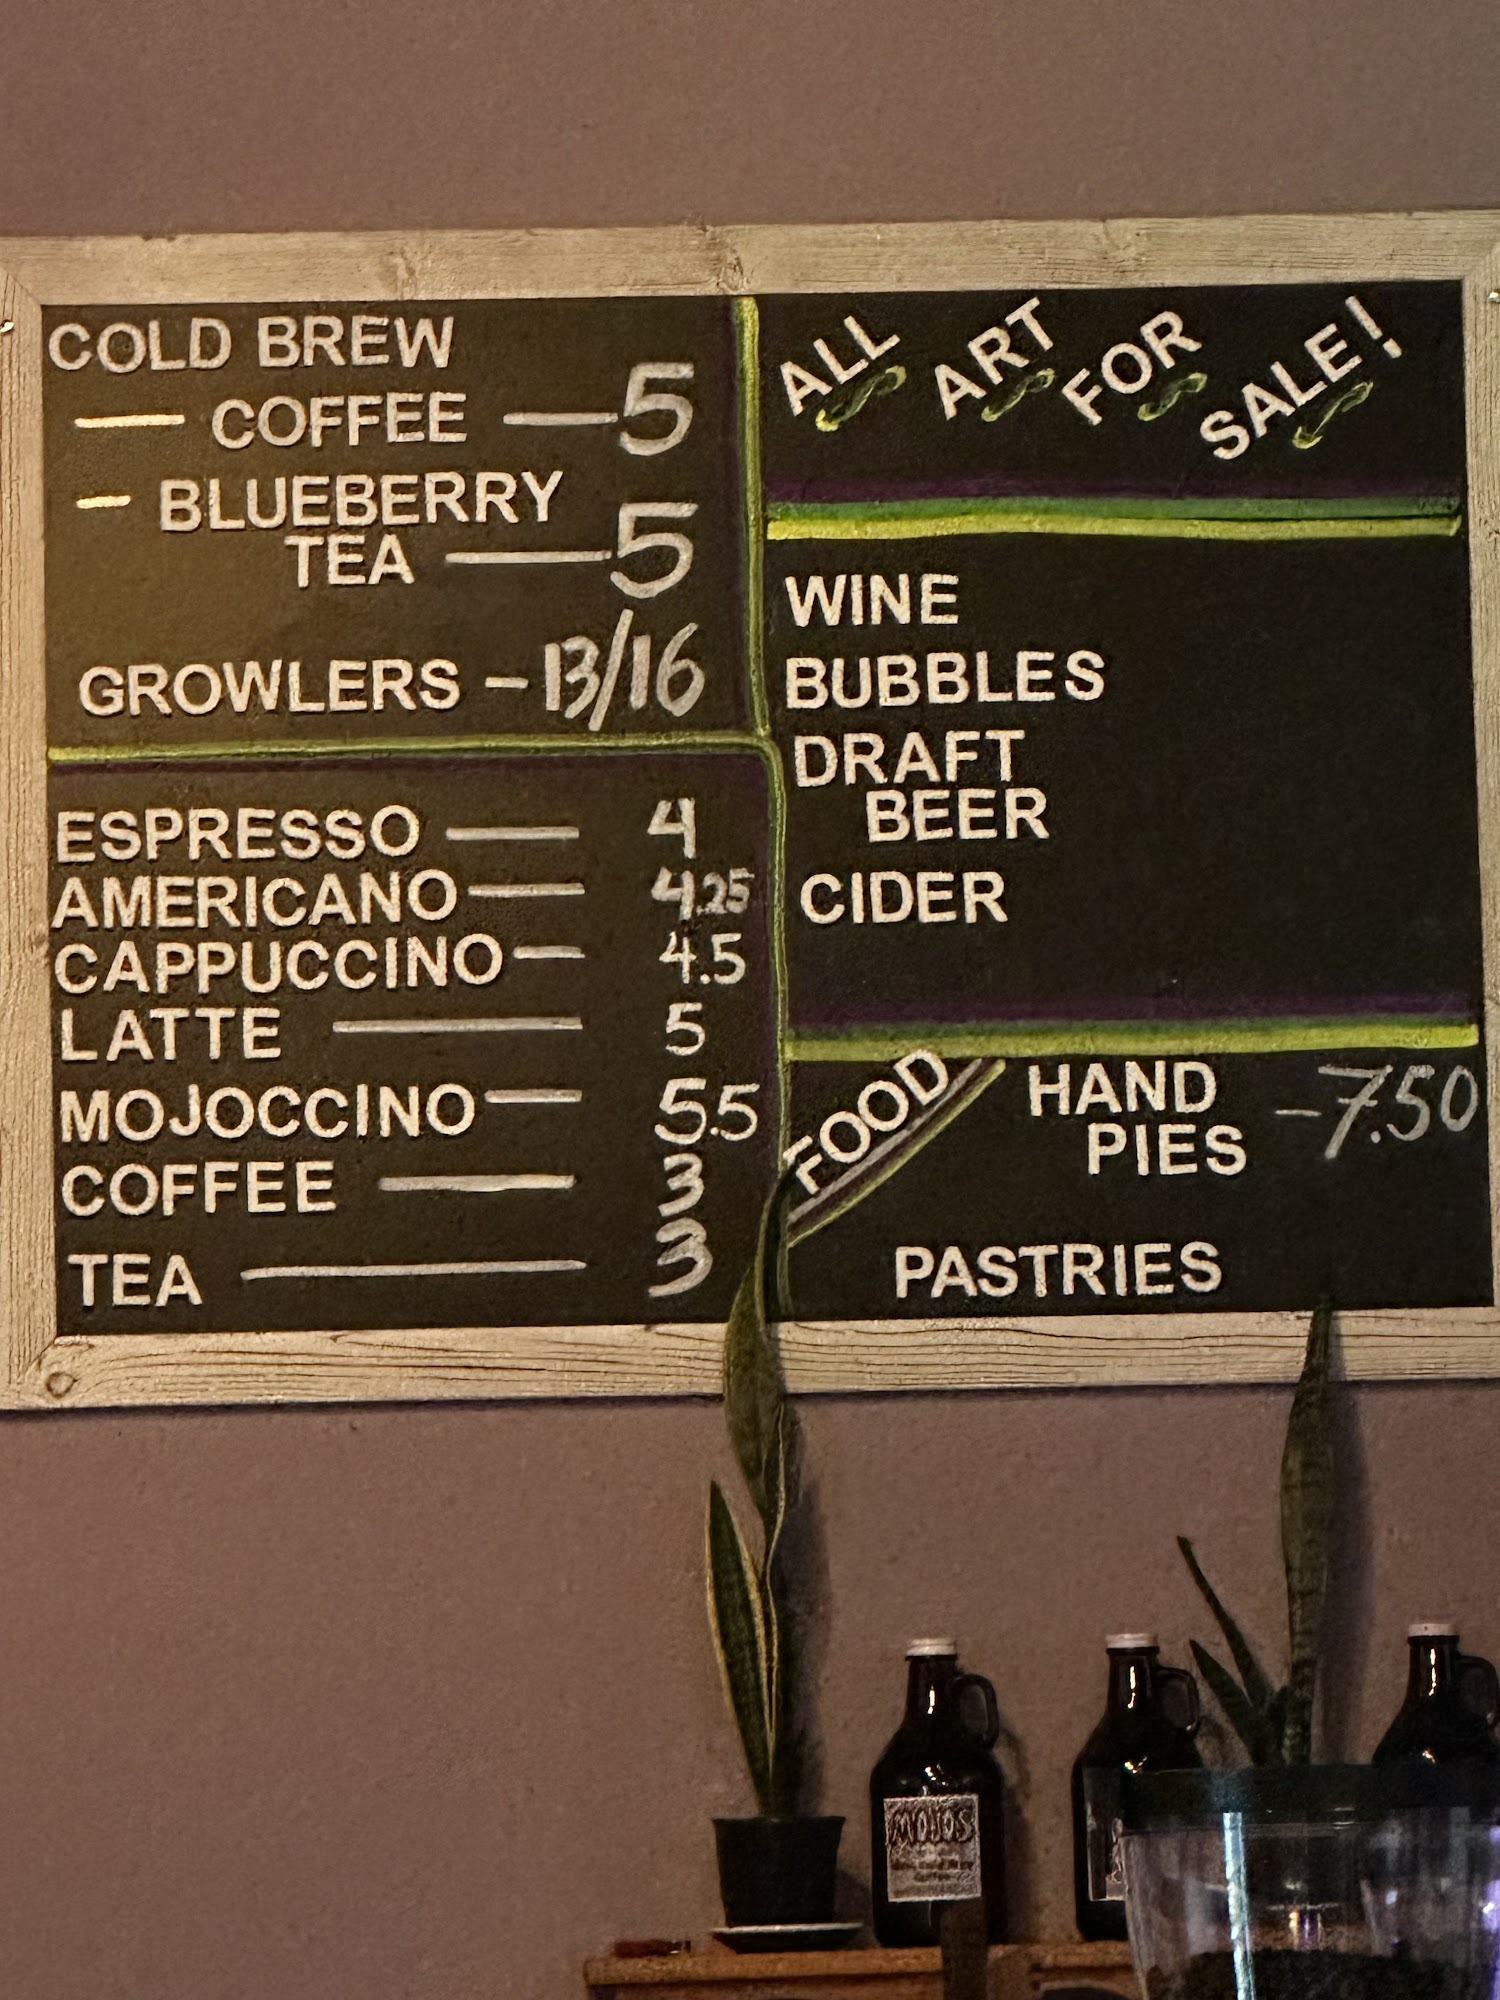 COLD BREW
— COFFEE — 5
- BLUEBERRY
TEA — 5
GROWLERS - 13/16
ESPRESSO — 4
AMERICANO — 4.25
CAPPUCCINO — 4.5
LATTE — 5
MOJOCCINO — 5.5
COFFEE — 3
TEA — 3
ALL ART FOR SALE!
WINE
BUBBLES
DRAFT
BEER
CIDER
FOOD
HAND
PIES - 7.50
PASTRIES
MOJOS